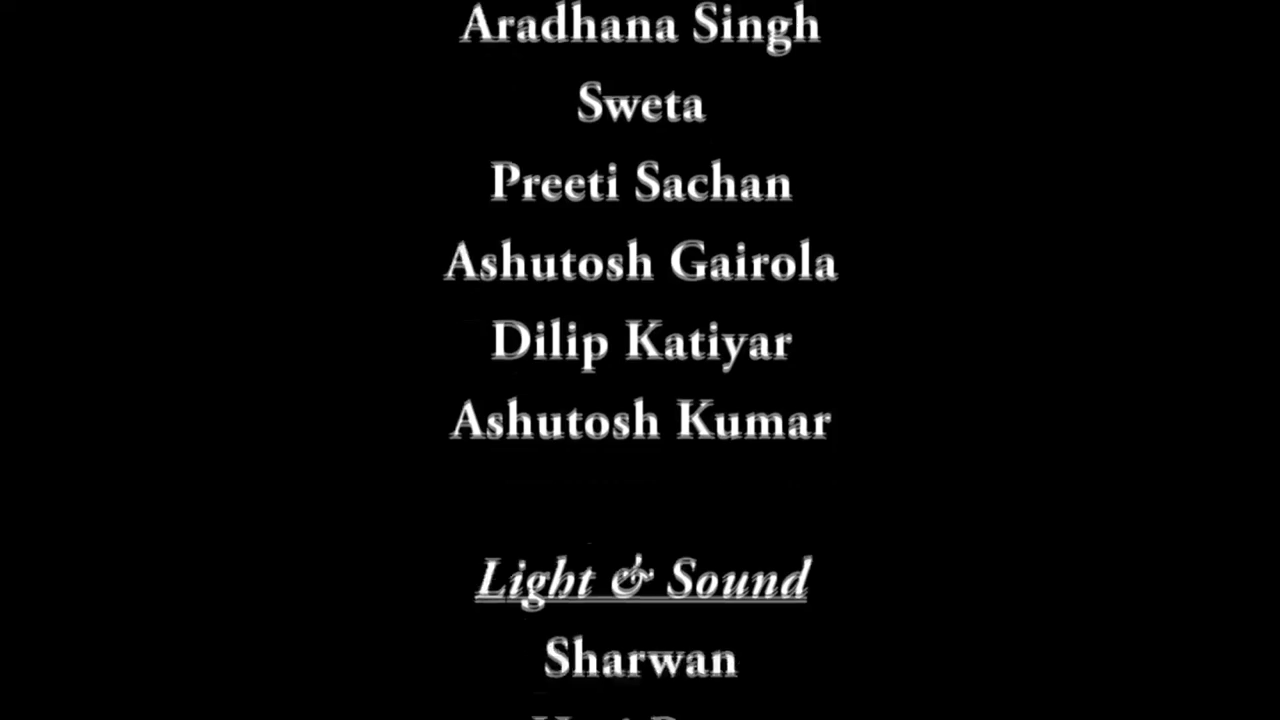 Aradhana Singh
Sweta
Preeti Sachan
Ashutosh Gairola
Dilip Katiyar
Ashutosh Kumar
Light & Sound
Sharwan